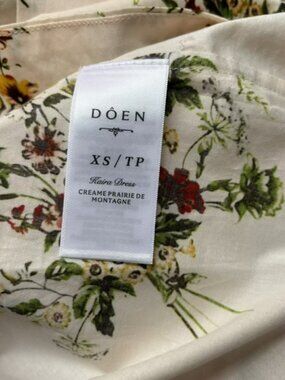 DÔEN
XS/TP
Kaira Dress
CREAME PRAIRIE DE
MONTAGNE